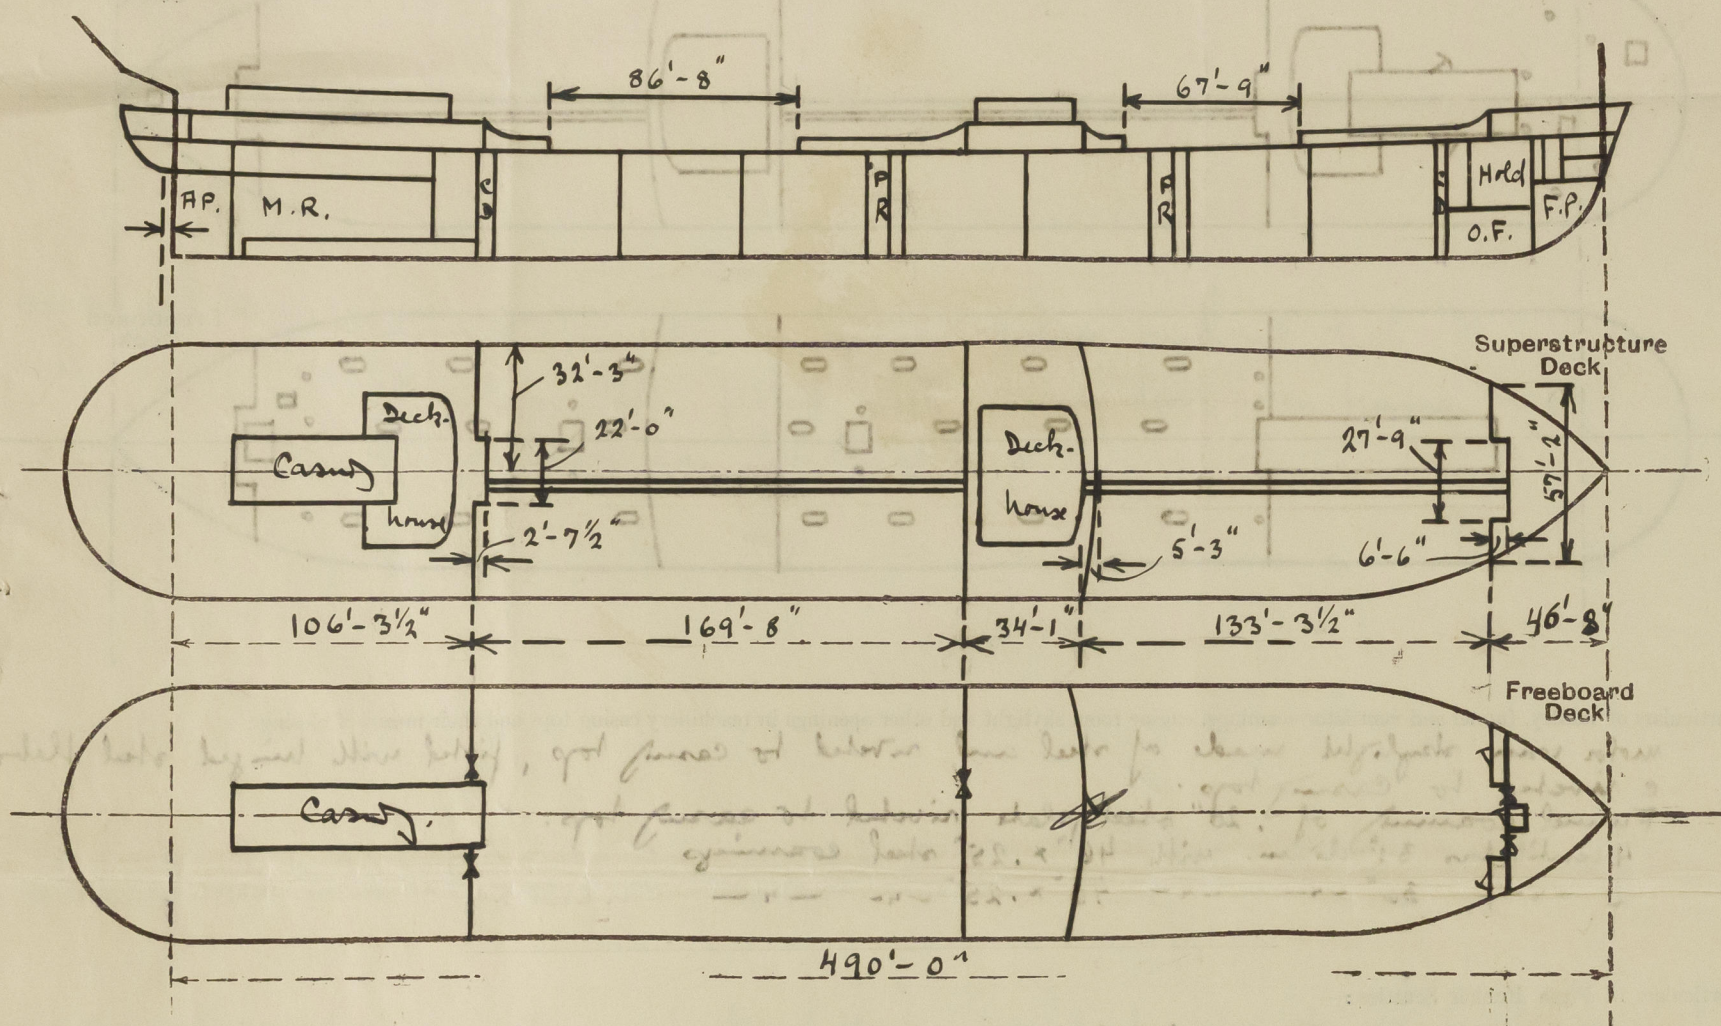 86'-8"
67'-9"
A.P.
M.R.
C
D
P
R
P
R
Hold
F.P.
O.F.
Superstructure
Deck
32'-3"
22'-0"
27'-9"
57'-2"
Deck-
house
Casing
Deck-
house
2'-7½"
5'-3"
6'-6"
106'-3½"
169'-8"
34'-1"
133'-3½"
46'-8"
Freeboard
Deck
Casing.
490'-0"